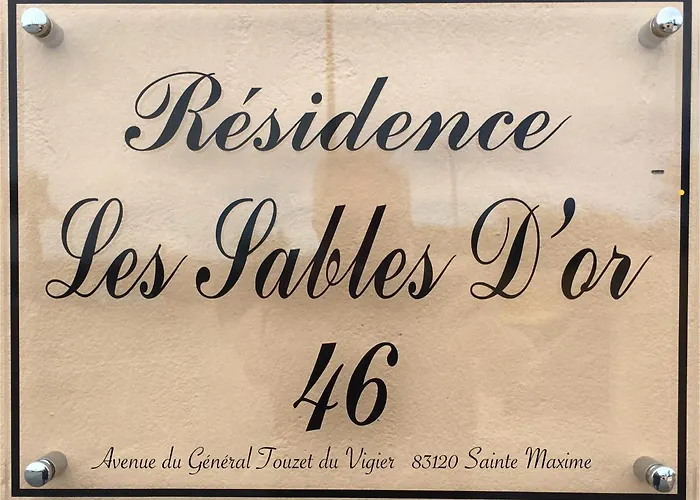 Résidence
Les Sables D'or
46
Avenue du Général Touzet du Vigier 83120 Sainte Maxime